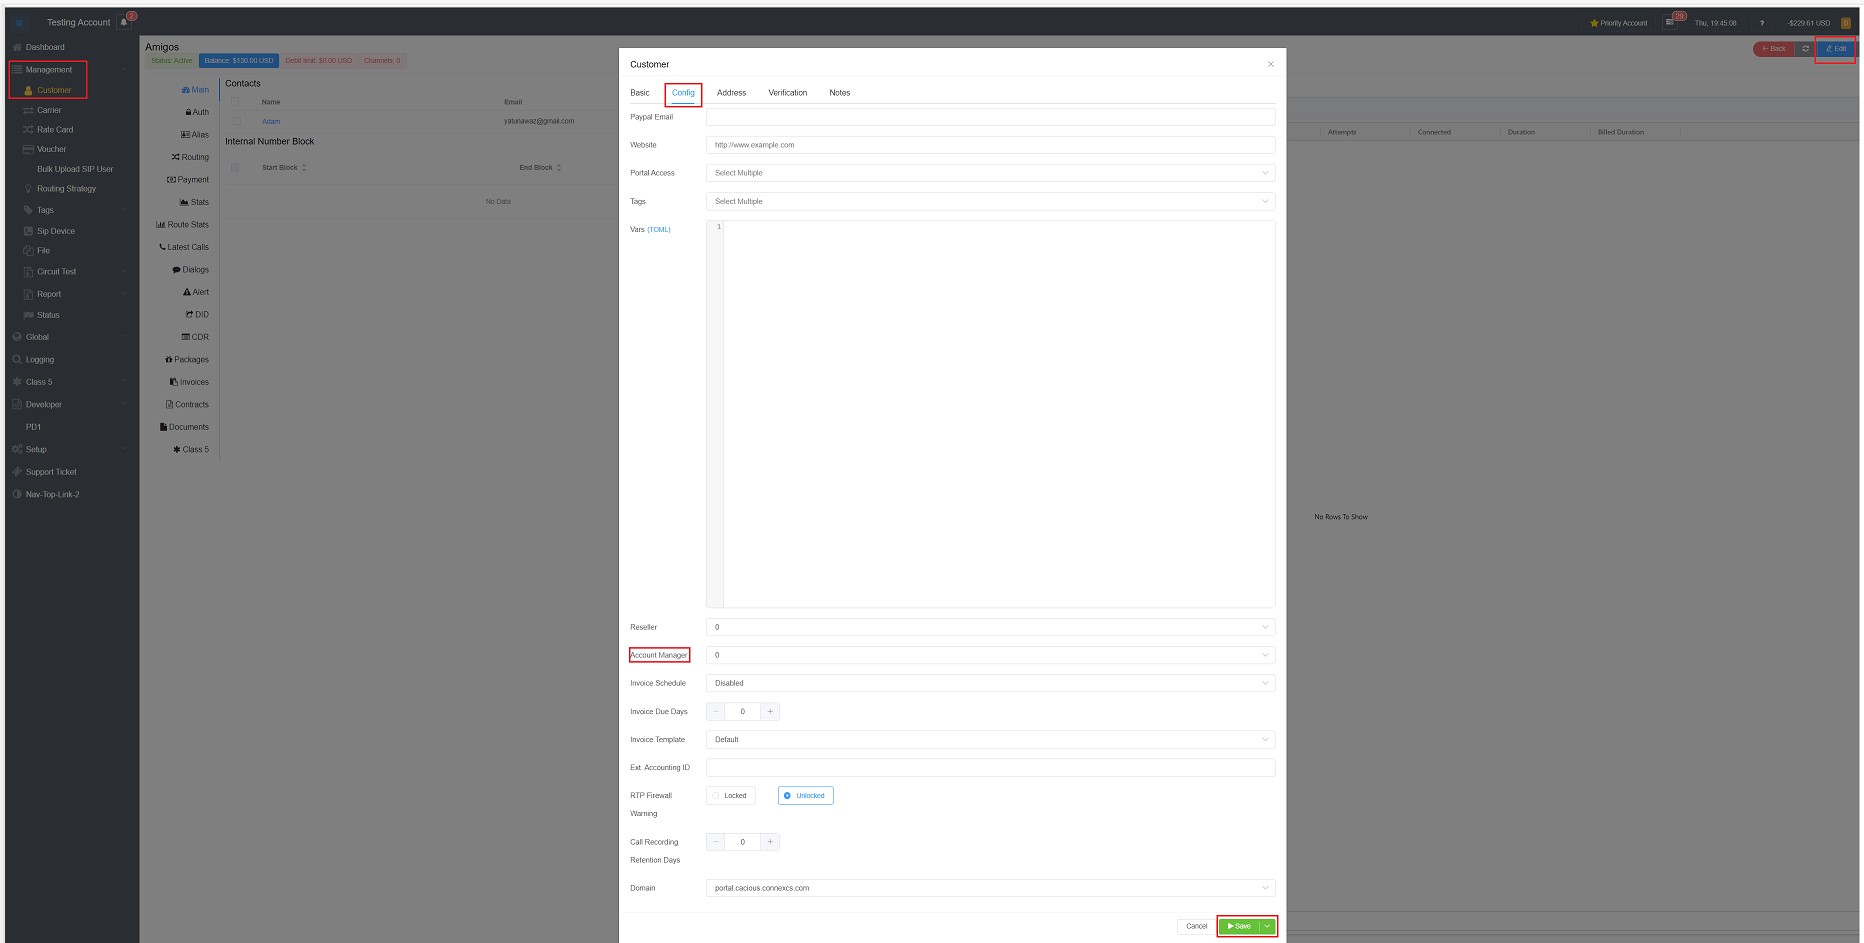 Testing Account 2
Priority Account 29 Thu, 19:45:08 ? -$229.61 USD
Dashboard
Management
Customer
Carrier
Rate Card
Voucher
Bulk Upload SIP User
Routing Strategy
Tags
Sip Device
File
Circuit Test
Report
Status
Global
Logging
Class 5
Developer
PD1
Setup
Support Ticket
Nav-Top-Link-2
Amigos
Status: Active Balance: $150.00 USD Debit limit: $0.00 USD Channels: 0
Back Edit
Main
Auth
Alias
Routing
Payment
Stats
Route Stats
Latest Calls
Dialogs
Alert
DID
CDR
Packages
Invoices
Contracts
Documents
Class 5
Contacts
Name Email
Adam yatunawaz@gmail.com
Internal Number Block
Start Block End Block
No Data
Attempts Connected Duration Billed Duration
No Rows To Show
Customer
Basic Config Address Verification Notes
Paypal Email
Website http://www.example.com
Portal Access Select Multiple
Tags Select Multiple
Vars (TOML) 1
Reseller 0
Account Manager 0
Invoice Schedule Disabled
Invoice Due Days 0
Invoice Template Default
Ext. Accounting ID
RTP Firewall Locked Unlocked
Warning
Call Recording 0
Retention Days
Domain portal.cacious.connexcs.com
Cancel Save